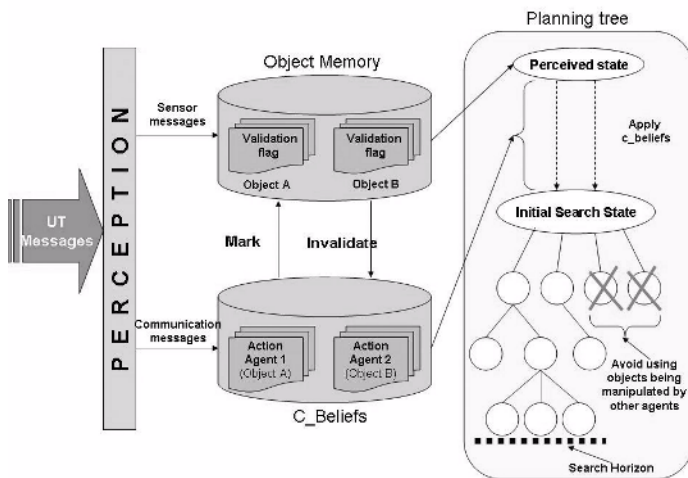 Planning tree
Object Memory
Perceived state
PERCEPTION
Sensor
messages
Validation
flag
Validation
flag
Object A
Object B
Apply
c_beliefs
UT
Messages
Mark
Invalidate
Initial Search State
Communication
messages
Action
Agent 1
(Object A)
Action
Agent 2
(Object B)
C_Beliefs
Avoid using
objects being
manipulated by
other agents
Search Horizon